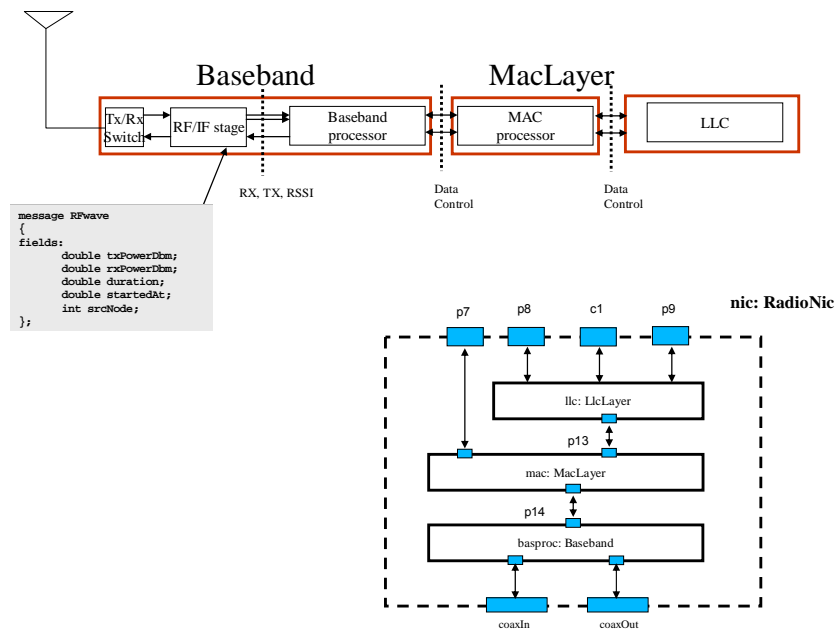 Baseband
MacLayer
Tx/Rx
Switch
RF/IF stage
Baseband
processor
MAC
processor
LLC
RX, TX, RSSI
Data
Control
Data
Control
message RFwave
{
fields:
double txPowerDbm;
double rxPowerDbm;
double duration;
double startedAt;
int srcNode;
};
nic: RadioNic
p7
p8
c1
p9
llc: LlcLayer
p13
mac: MacLayer
p14
basproc: Baseband
coaxIn
coaxOut